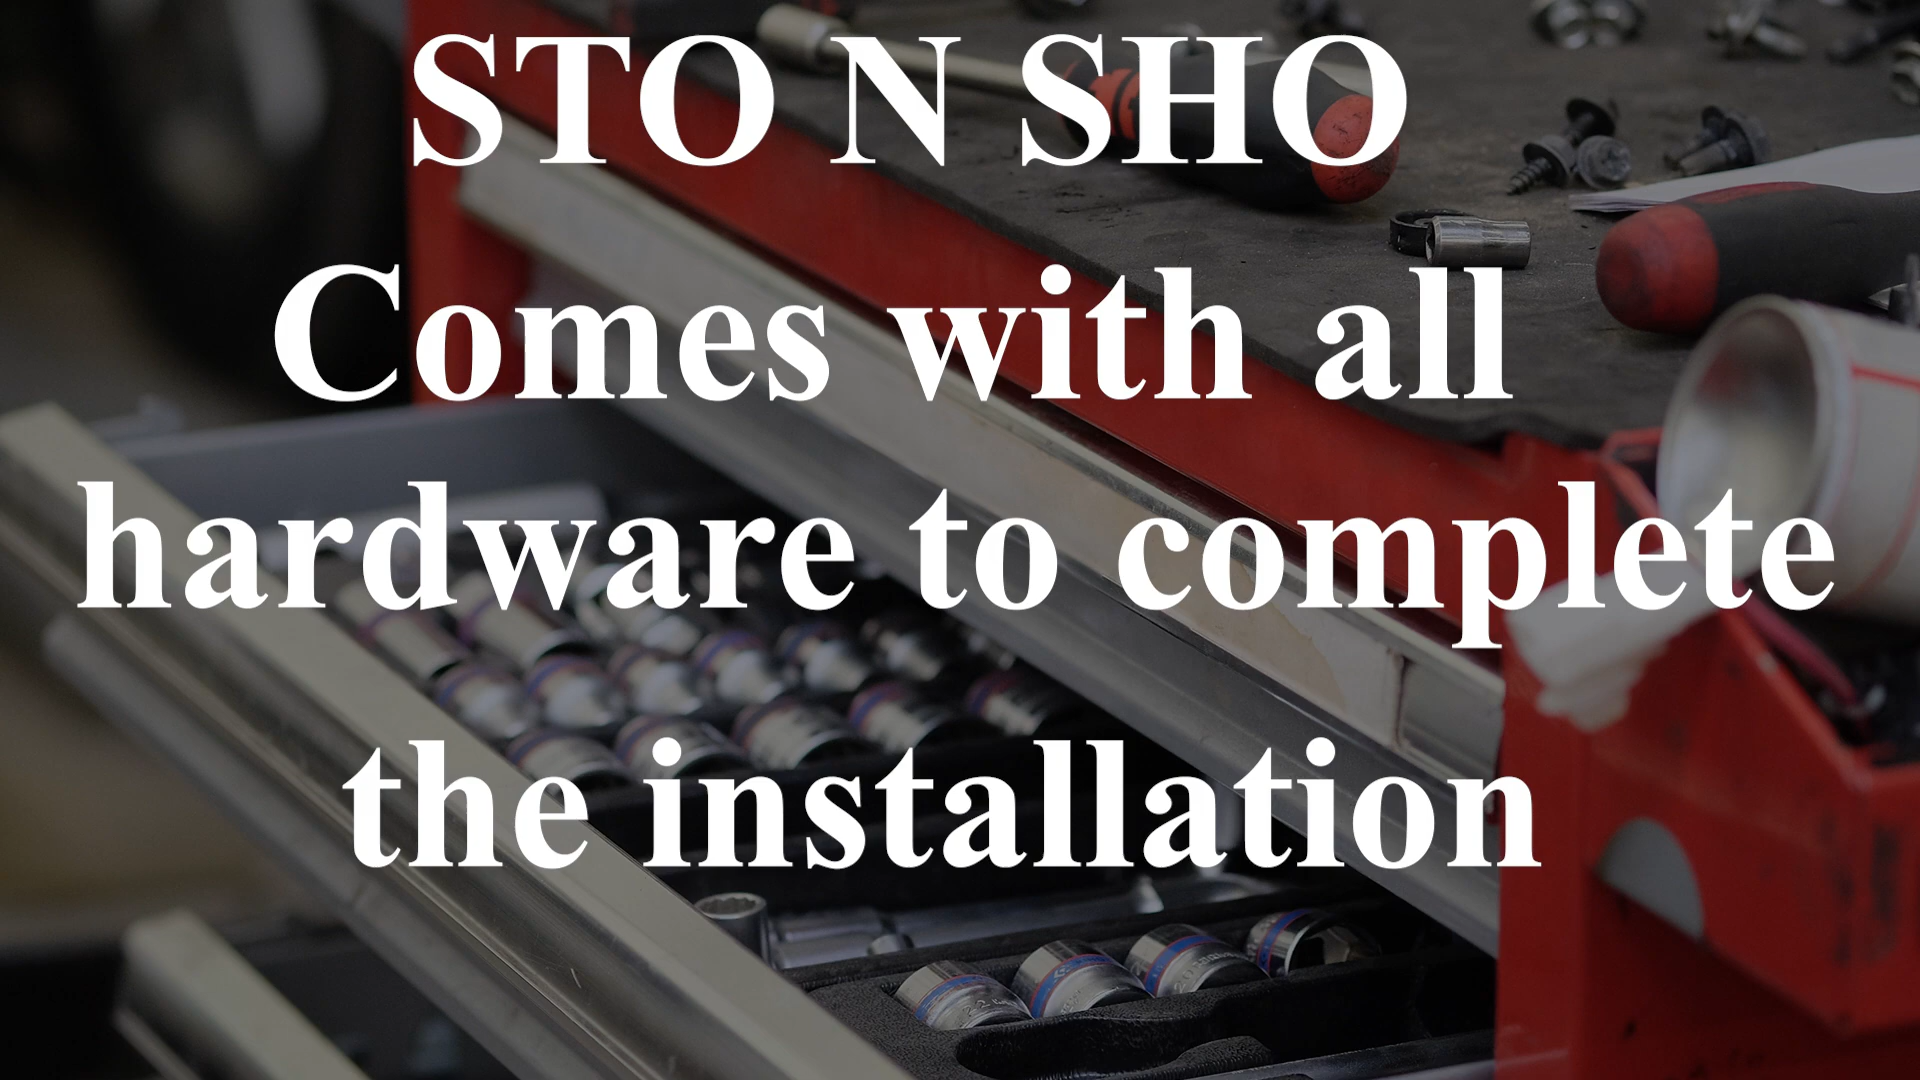 STO N SHO
Comes with all
hardware to complete
the installation